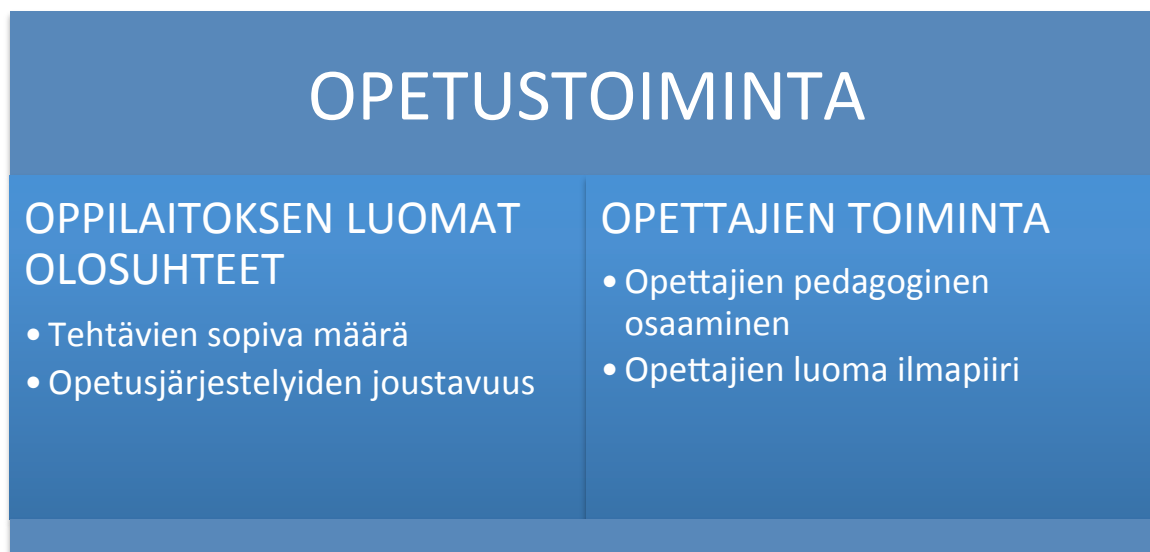 OPETUSTOIMINTA
OPPILAITOKSEN LUOMAT
OLOSUHTEET
• Tehtävien sopiva määrä
• Opetusjärjestelyiden joustavuus
OPETTAJIEN TOIMINTA
• Opettajien pedagoginen
osaaminen
• Opettajien luoma ilmapiiri